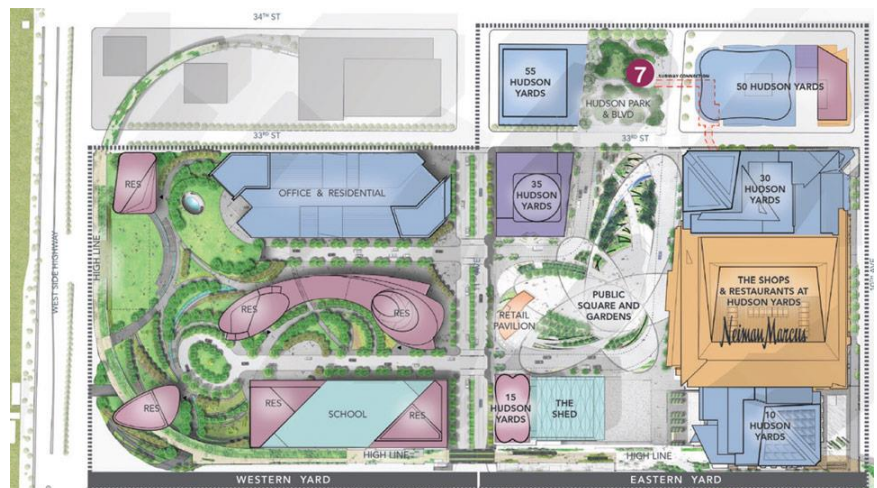 34TH ST
55
HUDSON
YARDS
7
SUBWAY CONNECTION
HUDSON PARK
& BLVD
50 HUDSON YARDS
33RD ST
33RD ST
RES
OFFICE & RESIDENTIAL
35
HUDSON
YARDS
30
HUDSON
YARDS
WEST SIDE HIGHWAY
HIGH LINE
RES
RES
RETAIL
PAVILION
PUBLIC
SQUARE AND
GARDENS
THE SHOPS
& RESTAURANTS AT
HUDSON YARDS
Neiman Marcus
RES
RES
SCHOOL
RES
15
HUDSON
YARDS
THE
SHED
10
HUDSON
YARDS
HIGH LINE
HIGH LINE
WESTERN YARD
EASTERN YARD